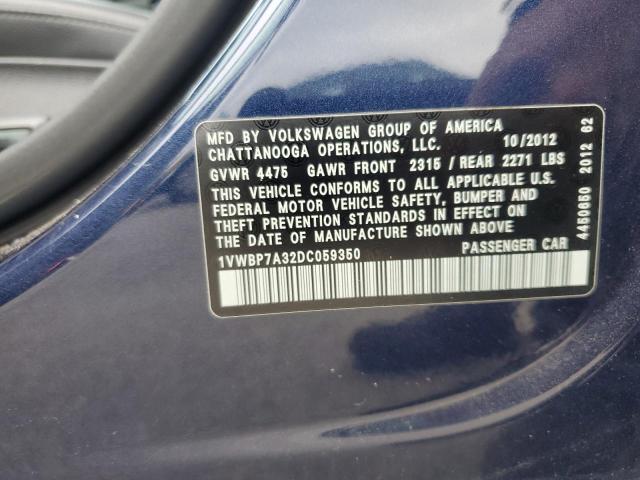 MFD BY VOLKSWAGEN GROUP OF AMERICA
CHATTANOOGA OPERATIONS, LLC. 10/2012
GVWR 4475 GAWR FRONT 2315 / REAR 2271 LBS
THIS VEHICLE CONFORMS TO ALL APPLICABLE U.S.
FEDERAL MOTOR VEHICLE SAFETY, BUMPER AND
THEFT PREVENTION STANDARDS IN EFFECT ON
THE DATE OF MANUFACTURE SHOWN ABOVE
1VWBP7A32DC059350 PASSENGER CAR
4450650 2012 62